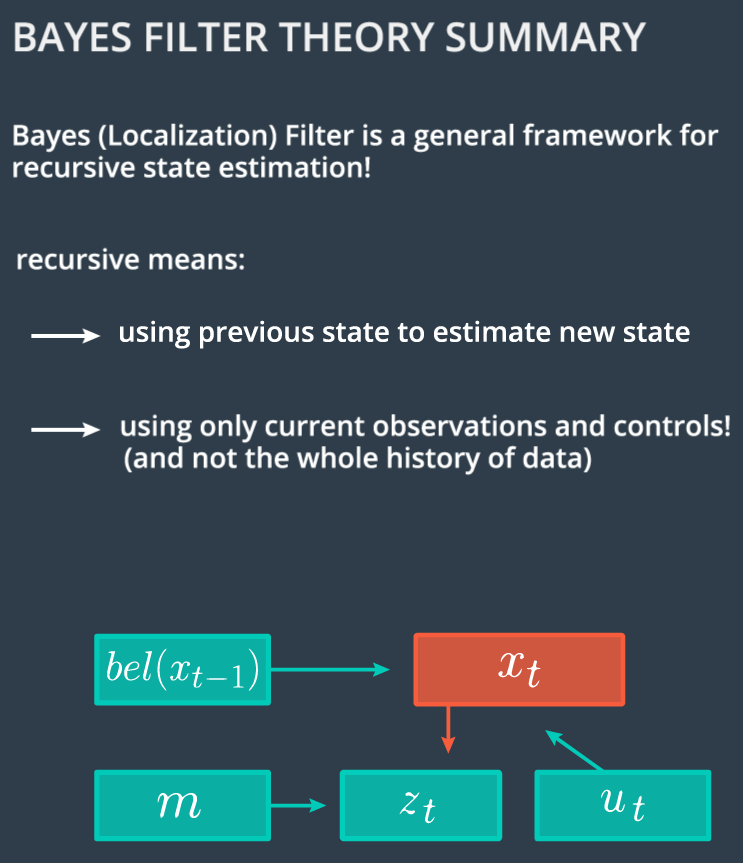 BAYES FILTER THEORY SUMMARY
Bayes (Localization) Filter is a general framework for
recursive state estimation!
recursive means:
using previous state to estimate new state
using only current observations and controls!
(and not the whole history of data)
bel(x_{t-1})
x_t
m
z_t
u_t